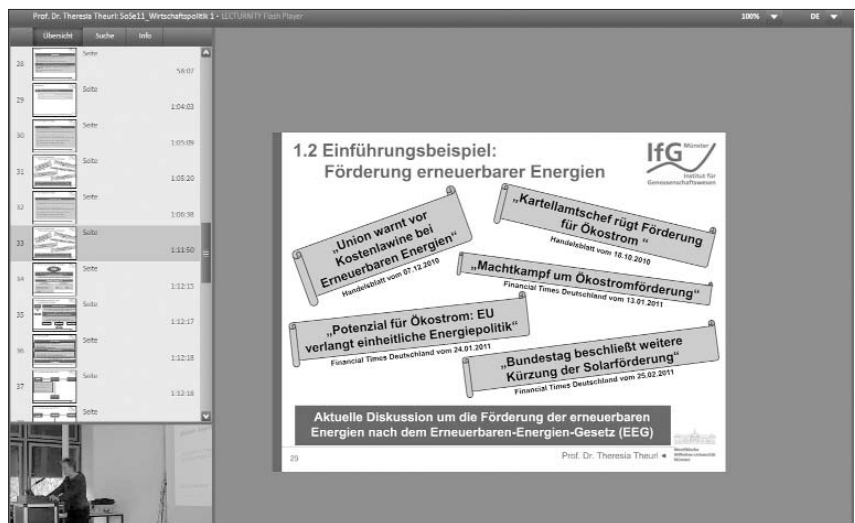 Prof. Dr. Theresia Theurl: SoSe11_Wirtschaftspolitik 1 - LECTURNITY Flash Player
100%
DE
Übersicht
Suche
Info
28
Seite
58:07
29
Seite
1:04:03
30
Seite
1:05:09
31
Seite
1:05:20
32
Seite
1:06:38
33
Seite
1:11:50
34
Seite
1:12:15
35
Seite
1:12:17
36
Seite
1:12:18
37
Seite
1:12:18
Seite
1.2 Einführungsbeispiel:
Förderung erneuerbarer Energien
IfG Münster
Institut für
Genossenschaftswesen
„Union warnt vor
Kostenlawine bei
Erneuerbaren Energien“
Handelsblatt vom 07.12.2010
„Kartellamtschef rügt Förderung
für Ökostrom “
Handelsblatt vom 18.10.2010
„Machtkampf um Ökostromförderung“
Financial Times Deutschland vom 13.01.2011
„Potenzial für Ökostrom: EU
verlangt einheitliche Energiepolitik“
Financial Times Deutschland vom 24.01.2011
„Bundestag beschließt weitere
Kürzung der Solarförderung“
Financial Times Deutschland vom 25.02.2011
Aktuelle Diskussion um die Förderung der erneuerbaren
Energien nach dem Erneuerbaren-Energien-Gesetz (EEG)
29
Prof. Dr. Theresia Theurl
Westfälische
Wilhelms-Universität
Münster